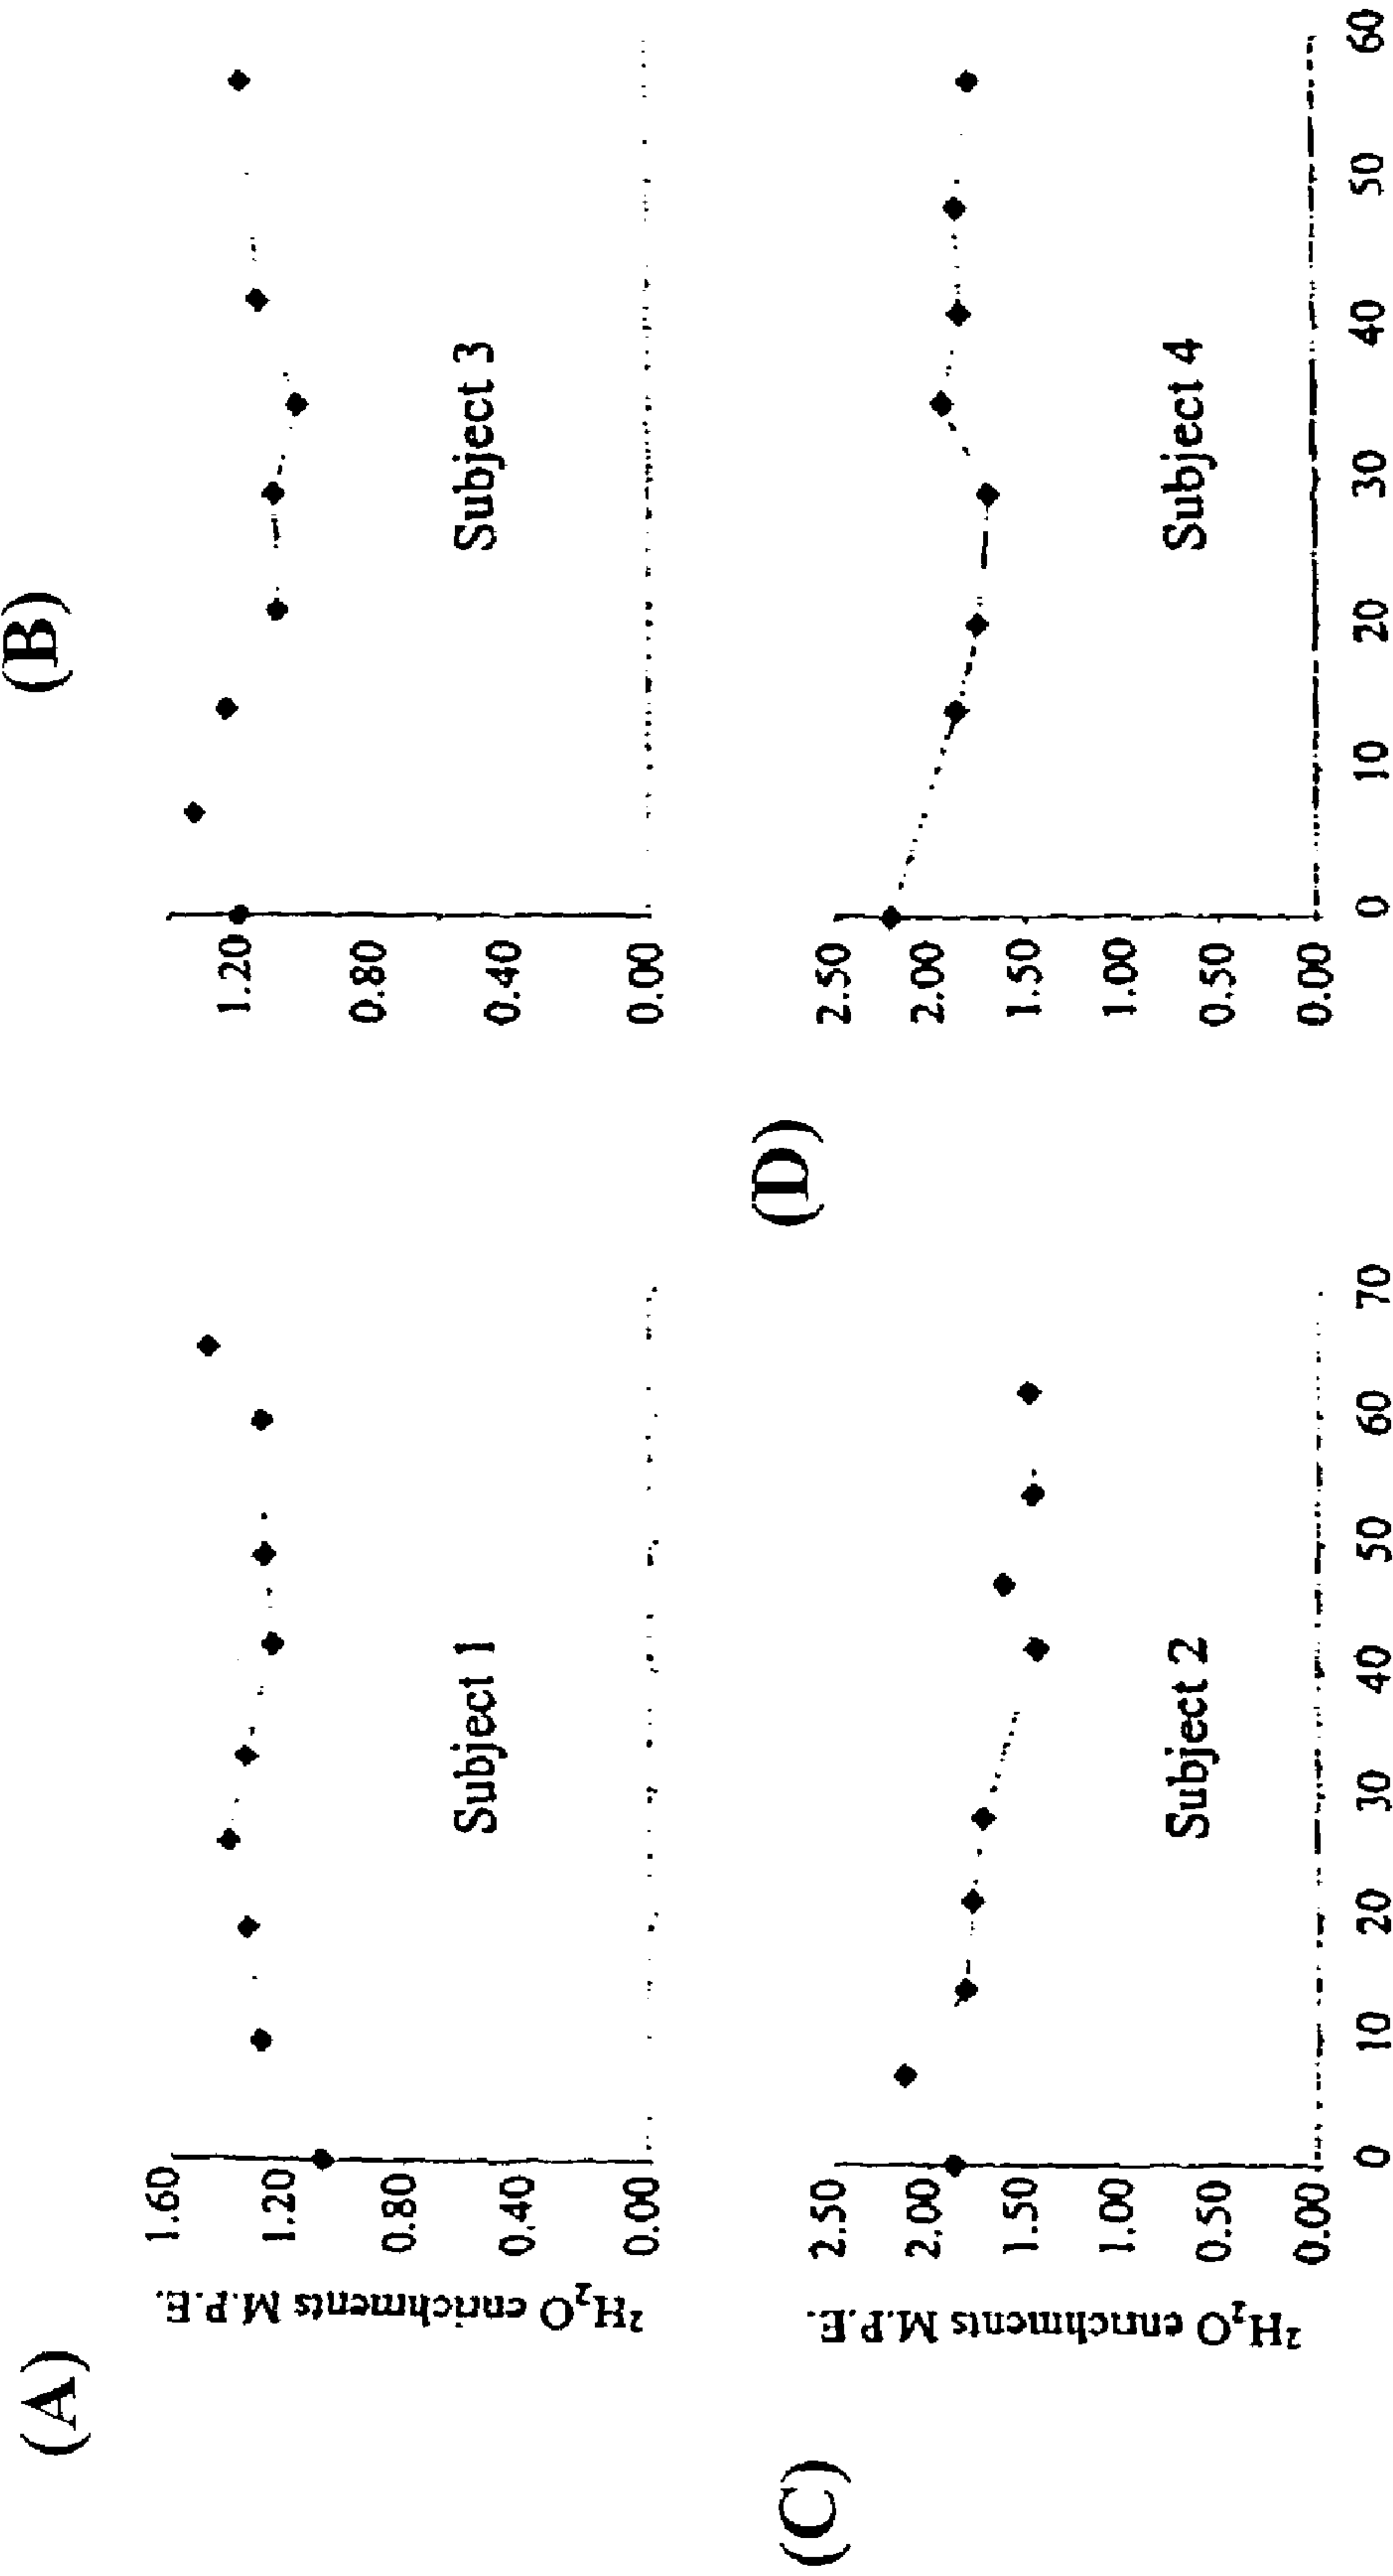 (A)
²H₂O enrichments M.P.E.
1.60
1.20
0.80
0.40
0.00
Subject 1
(B)
1.20
0.80
0.40
0.00
Subject 3
(C)
²H₂O enrichments M.P.E.
2.50
2.00
1.50
1.00
0.50
0.00
Subject 2
0 10 20 30 40 50 60 70
(D)
2.50
2.00
1.50
1.00
0.50
0.00
Subject 4
0 10 20 30 40 50 60